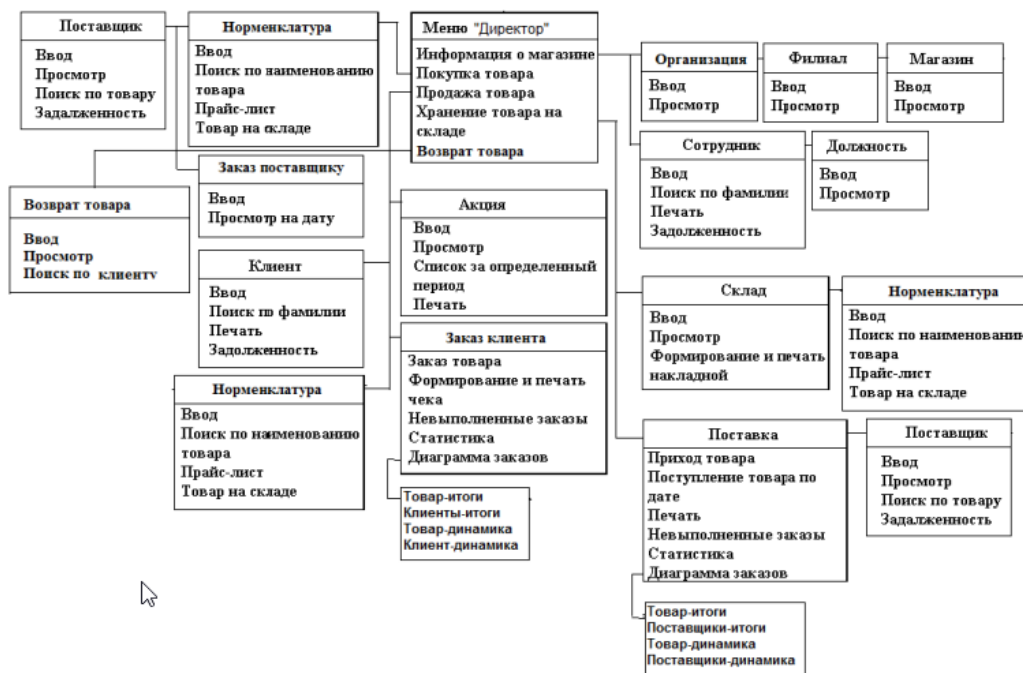 Поставщик
Ввод
Просмотр
Поиск по товару
Задалженность
Норменклатура
Ввод
Поиск по наименованию
товара
Прайс-лист
Товар на складе
Меню "Директор"
Информация о магазине
Покупка товара
Продажа товара
Хранение товара на
складе
Возврат товара
Организация
Ввод
Просмотр
Филиал
Ввод
Просмотр
Магазин
Ввод
Просмотр
Сотрудник
Ввод
Поиск по фамилии
Печать
Задолженность
Должность
Ввод
Просмотр
Заказ поставщику
Ввод
Просмотр на дату
Возврат товара
Ввод
Просмотр
Поиск по клиенту
Акция
Ввод
Просмотр
Список за определенный
период
Печать
Клиент
Ввод
Поиск по фамилии
Печать
Задолженность
Склад
Ввод
Просмотр
Формирование и печать
накладной
Норменклатура
Ввод
Поиск по наименованию
товара
Прайс-лист
Товар на складе
Заказ клиента
Заказ товара
Формирование и печать
чека
Невыполненные заказы
Статистика
Диаграмма заказов
Норменклатура
Ввод
Поиск по наименованию
товара
Прайс-лист
Товар на складе
Товар-итоги
Клиенты-итоги
Товар-динамика
Клиент-динамика
Поставка
Приход товара
Поступление товара по
дате
Печать
Невыполненные заказы
Статистика
Диаграмма заказов
Поставщик
Ввод
Просмотр
Поиск по товару
Задалженность
Товар-итоги
Поставщики-итоги
Товар-динамика
Поставщики-динамика